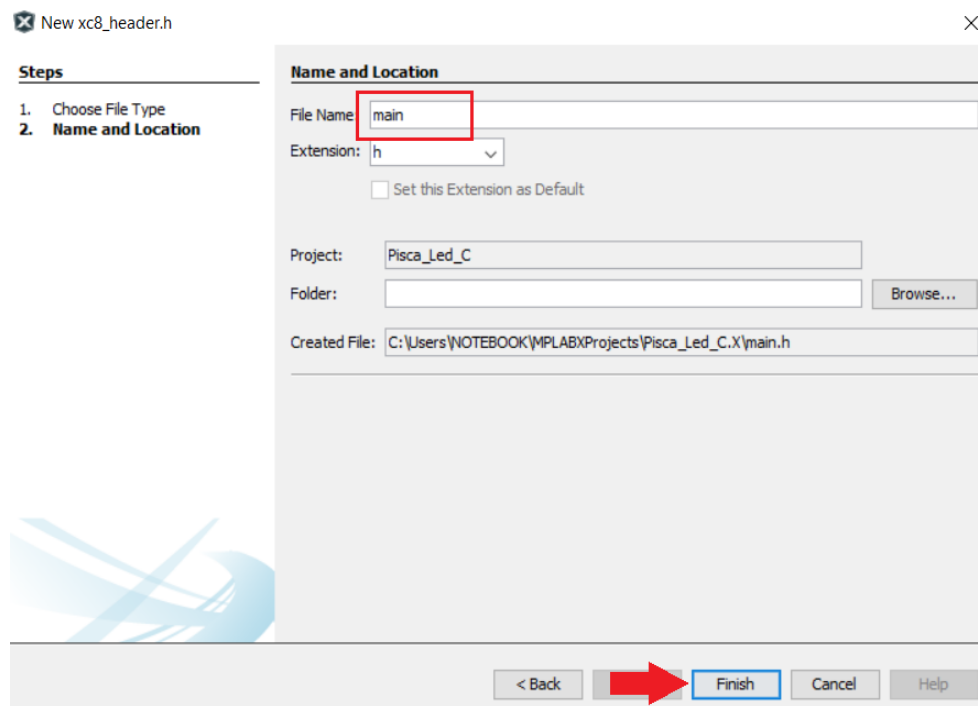 New xc8_header.h
Steps
1. Choose File Type
2. Name and Location
Name and Location
File Name: main
Extension: h
Set this Extension as Default
Project: Pisca_Led_C
Folder:
Browse...
Created File: C:\Users\NOTEBOOK\MPLABXProjects\Pisca_Led_C.X\main.h
< Back
Finish
Cancel
Help